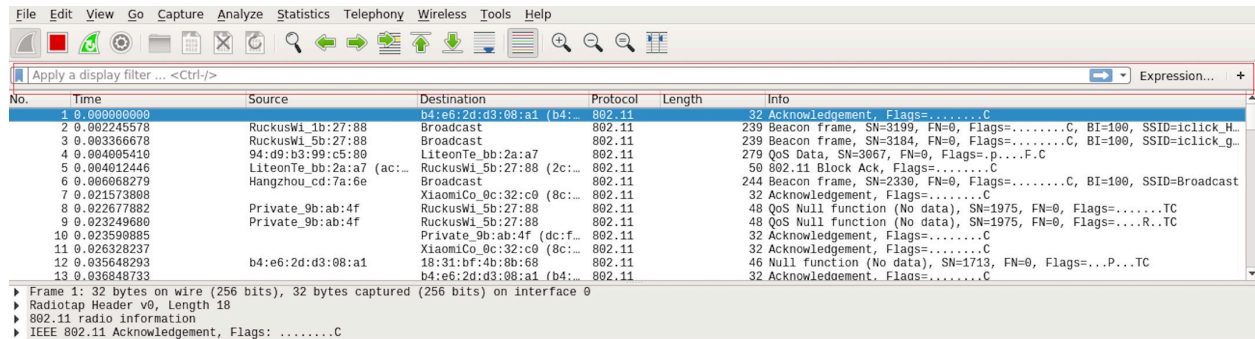 File Edit View Go Capture Analyze Statistics Telephony Wireless Tools Help
Apply a display filter ... <Ctrl-/> Expression... +
No. Time Source Destination Protocol Length Info
1 0.000000000 b4:e6:2d:d3:08:a1 (b4:… 802.11 32 Acknowledgement, Flags=........C
2 0.002245578 RuckusWi_1b:27:88 Broadcast 802.11 239 Beacon frame, SN=3199, FN=0, Flags=........C, BI=100, SSID=iclick_H…
3 0.003366678 RuckusWi_5b:27:88 Broadcast 802.11 239 Beacon frame, SN=3184, FN=0, Flags=........C, BI=100, SSID=iclick_g…
4 0.004005410 94:d9:b3:99:c5:80 LiteonTe_bb:2a:a7 802.11 279 QoS Data, SN=3067, FN=0, Flags=.p....F.C
5 0.004012446 LiteonTe_bb:2a:a7 (ac:… RuckusWi_5b:27:88 (2c:… 802.11 50 802.11 Block Ack, Flags=........C
6 0.006068279 Hangzhou_cd:7a:6e Broadcast 802.11 244 Beacon frame, SN=2330, FN=0, Flags=........C, BI=100, SSID=Broadcast
7 0.021573808 XiaomiCo_0c:32:c0 (8c:… 802.11 32 Acknowledgement, Flags=........C
8 0.022677882 Private_9b:ab:4f RuckusWi_5b:27:88 802.11 48 QoS Null function (No data), SN=1975, FN=0, Flags=.......TC
9 0.023249680 Private_9b:ab:4f RuckusWi_5b:27:88 802.11 48 QoS Null function (No data), SN=1975, FN=0, Flags=....R..TC
10 0.023590885 Private_9b:ab:4f (dc:f… 802.11 32 Acknowledgement, Flags=........C
11 0.026328237 XiaomiCo_0c:32:c0 (8c:… 802.11 32 Acknowledgement, Flags=........C
12 0.035648293 b4:e6:2d:d3:08:a1 18:31:bf:4b:8b:68 802.11 46 Null function (No data), SN=1713, FN=0, Flags=...P...TC
13 0.036848733 b4:e6:2d:d3:08:a1 (b4:… 802.11 32 Acknowledgement, Flags=........C
Frame 1: 32 bytes on wire (256 bits), 32 bytes captured (256 bits) on interface 0
Radiotap Header v0, Length 18
802.11 radio information
IEEE 802.11 Acknowledgement, Flags: ........C